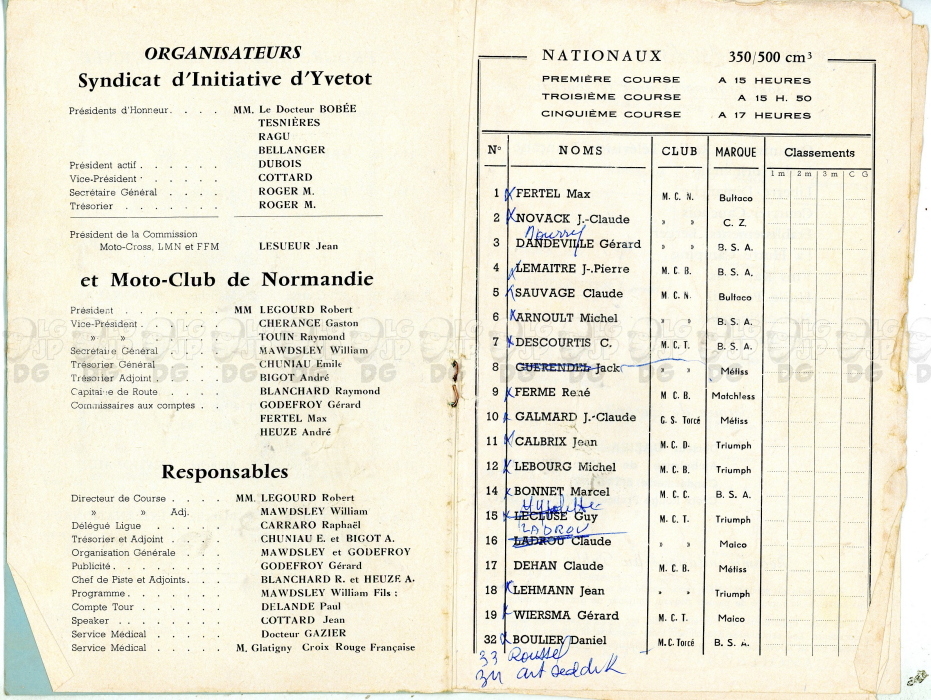 ORGANISATEURS
Syndicat d'Initiative d'Yvetot
Présidents d'Honneur. . . . MM. Le Docteur BOBÉE
TESNIÈRES
RAGU
BELLANGER
Président actif . . . . . . DUBOIS
Vice-Président . . . . . . COTTARD
Secrétaire Général . . . . ROGER M.
Trésorier . . . . . . . ROGER M.
Président de la Commission
Moto-Cross, LMN et FFM LESUEUR Jean
et Moto-Club de Normandie
Président . . . . . . . MM LEGOURD Robert
Vice-Président . . . . . . CHERANCE Gaston
» » . . . . . TOUIN Raymond
Secrétaire Général . . . . MAWDSLEY William
Trésorier Général . . . . CHUNIAU Emile
Trésorier Adjoint . . . . . BIGOT André
Capitaine de Route . . . . BLANCHARD Raymond
Commissaires aux comptes . . GODEFROY Gérard
FERTEL Max
HEUZE André
Responsables
Directeur de Course . . . . MM. LEGOURD Robert
» » Adj. MAWDSLEY William
Délégué Ligue . . . . . CARRARO Raphaël
Trésorier et Adjoint . . . . CHUNIAU E. et BIGOT A.
Organisation Générale . . . MAWDSLEY et GODEFROY
Publicité . . . . . . . . GODEFROY Gérard
Chef de Piste et Adjoints. . . BLANCHARD R. et HEUZE A.
Programme . . . . . . . MAWDSLEY William Fils :
Compte Tour . . . . . . DELANDE Paul
Speaker . . . . . . . COTTARD Jean
Service Médical . . . . . Docteur GAZIER
Service Médical . . . . . M. Glatigny Croix Rouge Française
NATIONAUX 350/500 cm³
PREMIÈRE COURSE A 15 HEURES
TROISIÈME COURSE A 15 H. 50
CINQUIÈME COURSE A 17 HEURES
N° NOMS CLUB MARQUE Classements
1 m 2 m 3 m C G
1 X FERTEL Max M. C. N. Bultaco
2 X NOVACK J.-Claude » » C. Z.
Nourry
3 DANDEVILLE Gérard » » B. S. A.
4 X LEMAITRE J-.Pierre M. C. B. B. S. A.
5 X SAUVAGE Claude M. C. N. Bultaco
6 X ARNOULT Michel » » B. S. A.
7 X DESCOURTIS C. M. C. T. B. S. A.
8 GUERENDEL Jack » » Métiss
9 X FERME René M. C. B. Matchless
10 X GALMARD J.-Claude G. S. Torcé Métiss
11 X CALBRIX Jean M. C. D. Triumph
12 X LEBOURG Michel M. C. B. Triumph
14 X BONNET Marcel M. C. C. B. S. A.
15 X LECLUSE Guy M. C. T. Triumph
LADROU
16 LADROU Claude » » Maico
17 DEHAN Claude M. C. B. Métiss
18 X LEHMANN Jean » » Triumph
19 X WIERSMA Gérard M. C. T. Maico
32 X BOULIER Daniel M.C. Torcé B. S. A.
33 Roussel